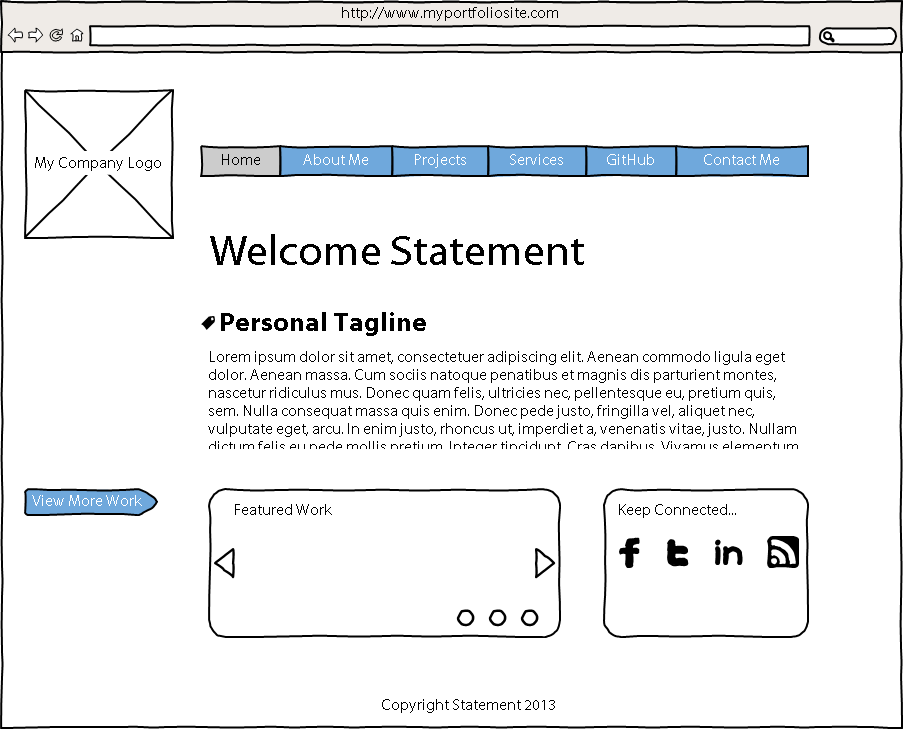 http://www.myportfoliosite.com
My Company Logo
Home About Me Projects Services GitHub Contact Me
Welcome Statement
Personal Tagline
Lorem ipsum dolor sit amet, consectetuer adipiscing elit. Aenean commodo ligula eget
dolor. Aenean massa. Cum sociis natoque penatibus et magnis dis parturient montes,
nascetur ridiculus mus. Donec quam felis, ultricies nec, pellentesque eu, pretium quis,
sem. Nulla consequat massa quis enim. Donec pede justo, fringilla vel, aliquet nec,
vulputate eget, arcu. In enim justo, rhoncus ut, imperdiet a, venenatis vitae, justo. Nullam
dictum felis eu pede mollis pretium. Integer tincidunt. Cras dapibus. Vivamus elementum
View More Work
Featured Work
Keep Connected...
f t in
Copyright Statement 2013